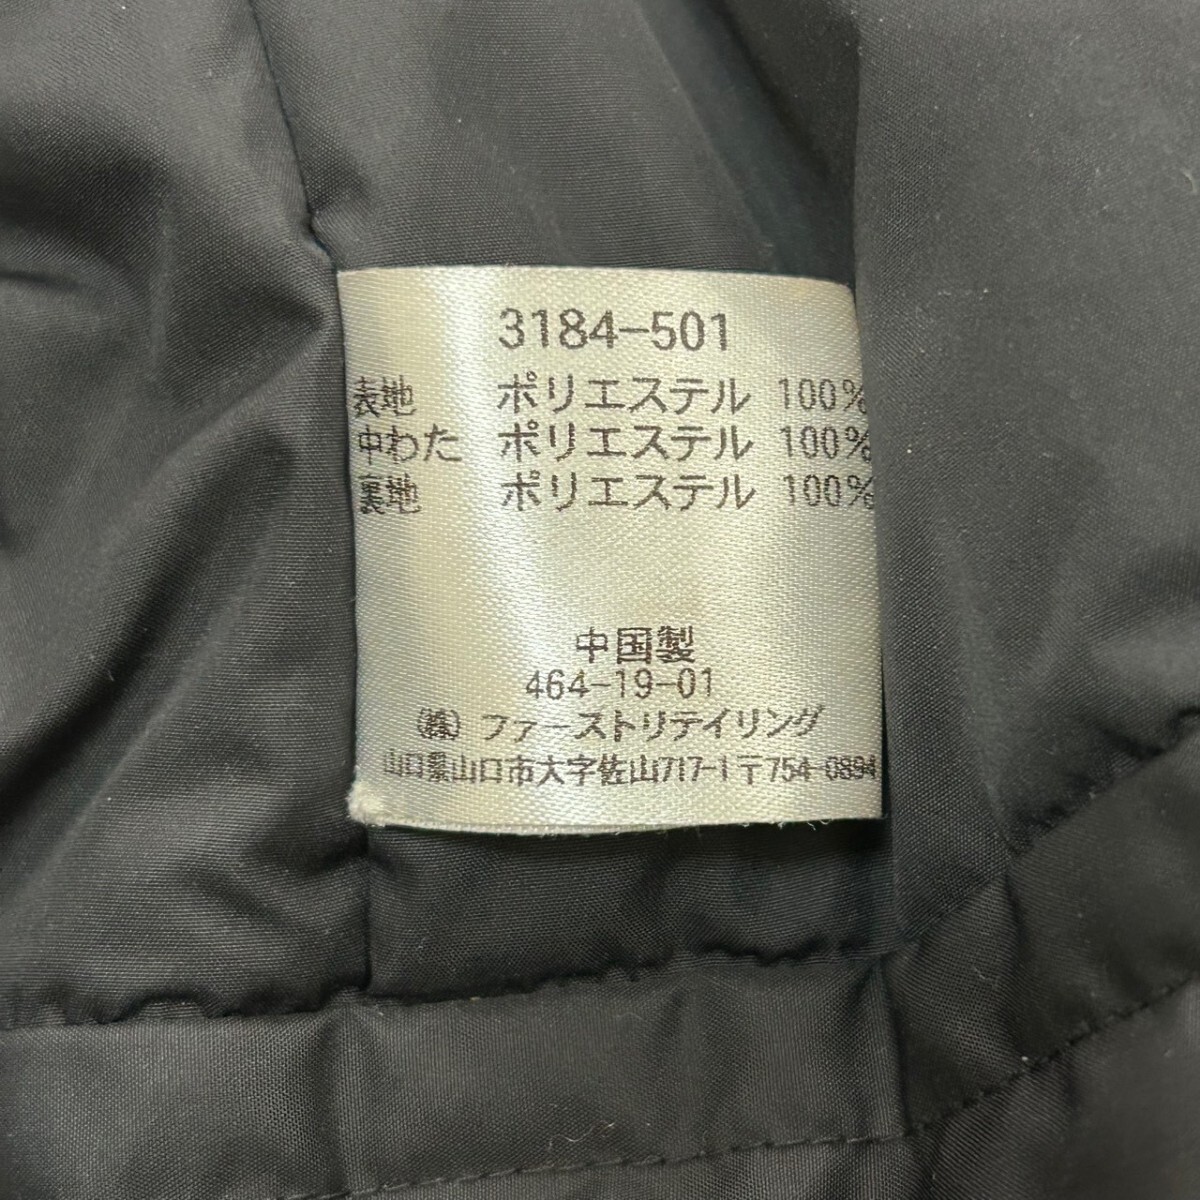 3184-501
表地 ポリエステル 100%
中わた ポリエステル 100%
裏地 ポリエステル 100%
中国製
464-19-01
(株) ファーストリテイリング
山口県山口市大字佐山717-1〒754-0894